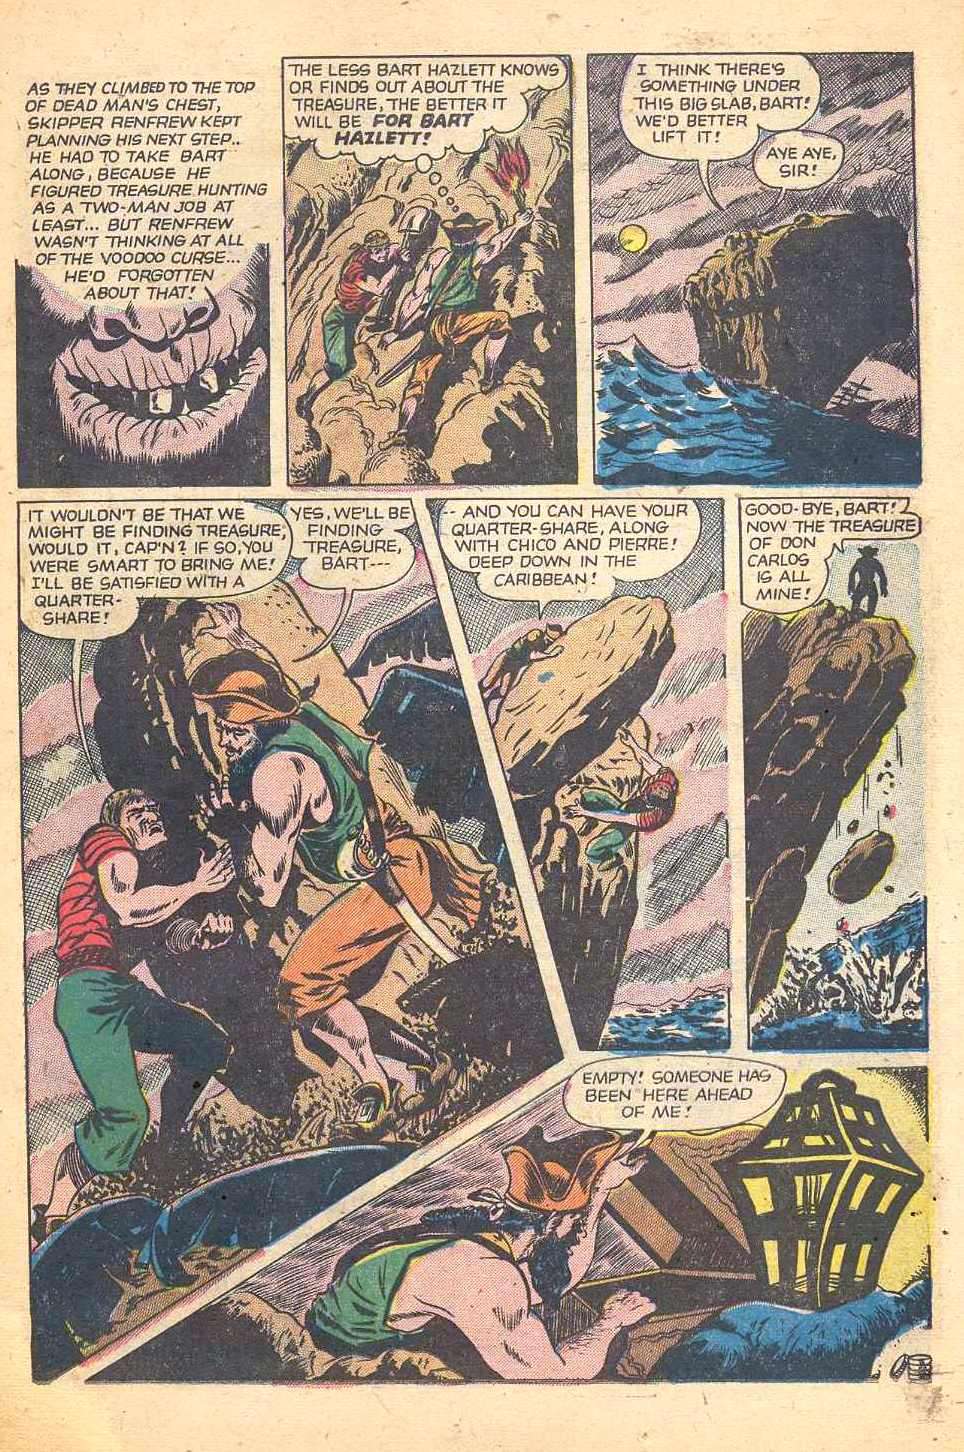 AS THEY CLIMBED TO THE TOP
OF DEAD MAN'S CHEST,
SKIPPER RENFREW KEPT
PLANNING HIS NEXT STEP..
HE HAD TO TAKE BART
ALONG, BECAUSE HE
FIGURED TREASURE HUNTING
AS A TWO-MAN JOB AT
LEAST... BUT RENFREW
WASN'T THINKING AT ALL
OF THE VOODOO CURSE...
HE'D FORGOTTEN
ABOUT THAT!
THE LESS BART HAZLETT KNOWS
OR FINDS OUT ABOUT THE
TREASURE, THE BETTER IT
WILL BE FOR BART
HAZLETT!
I THINK THERE'S
SOMETHING UNDER
THIS BIG SLAB, BART!
WE'D BETTER
LIFT IT!
AYE AYE,
SIR!
IT WOULDN'T BE THAT WE
MIGHT BE FINDING TREASURE,
WOULD IT, CAP'N? IF SO, YOU
WERE SMART TO BRING ME!
I'LL BE SATISFIED WITH A
QUARTER-
SHARE!
YES, WE'LL BE
FINDING
TREASURE,
BART---
-- AND YOU CAN HAVE YOUR
QUARTER-SHARE, ALONG
WITH CHICO AND PIERRE!
DEEP DOWN IN THE
CARIBBEAN!
GOOD-BYE, BART!
NOW THE TREASURE
OF DON
CARLOS
IS ALL
MINE!
EMPTY! SOMEONE HAS
BEEN HERE AHEAD
OF ME!